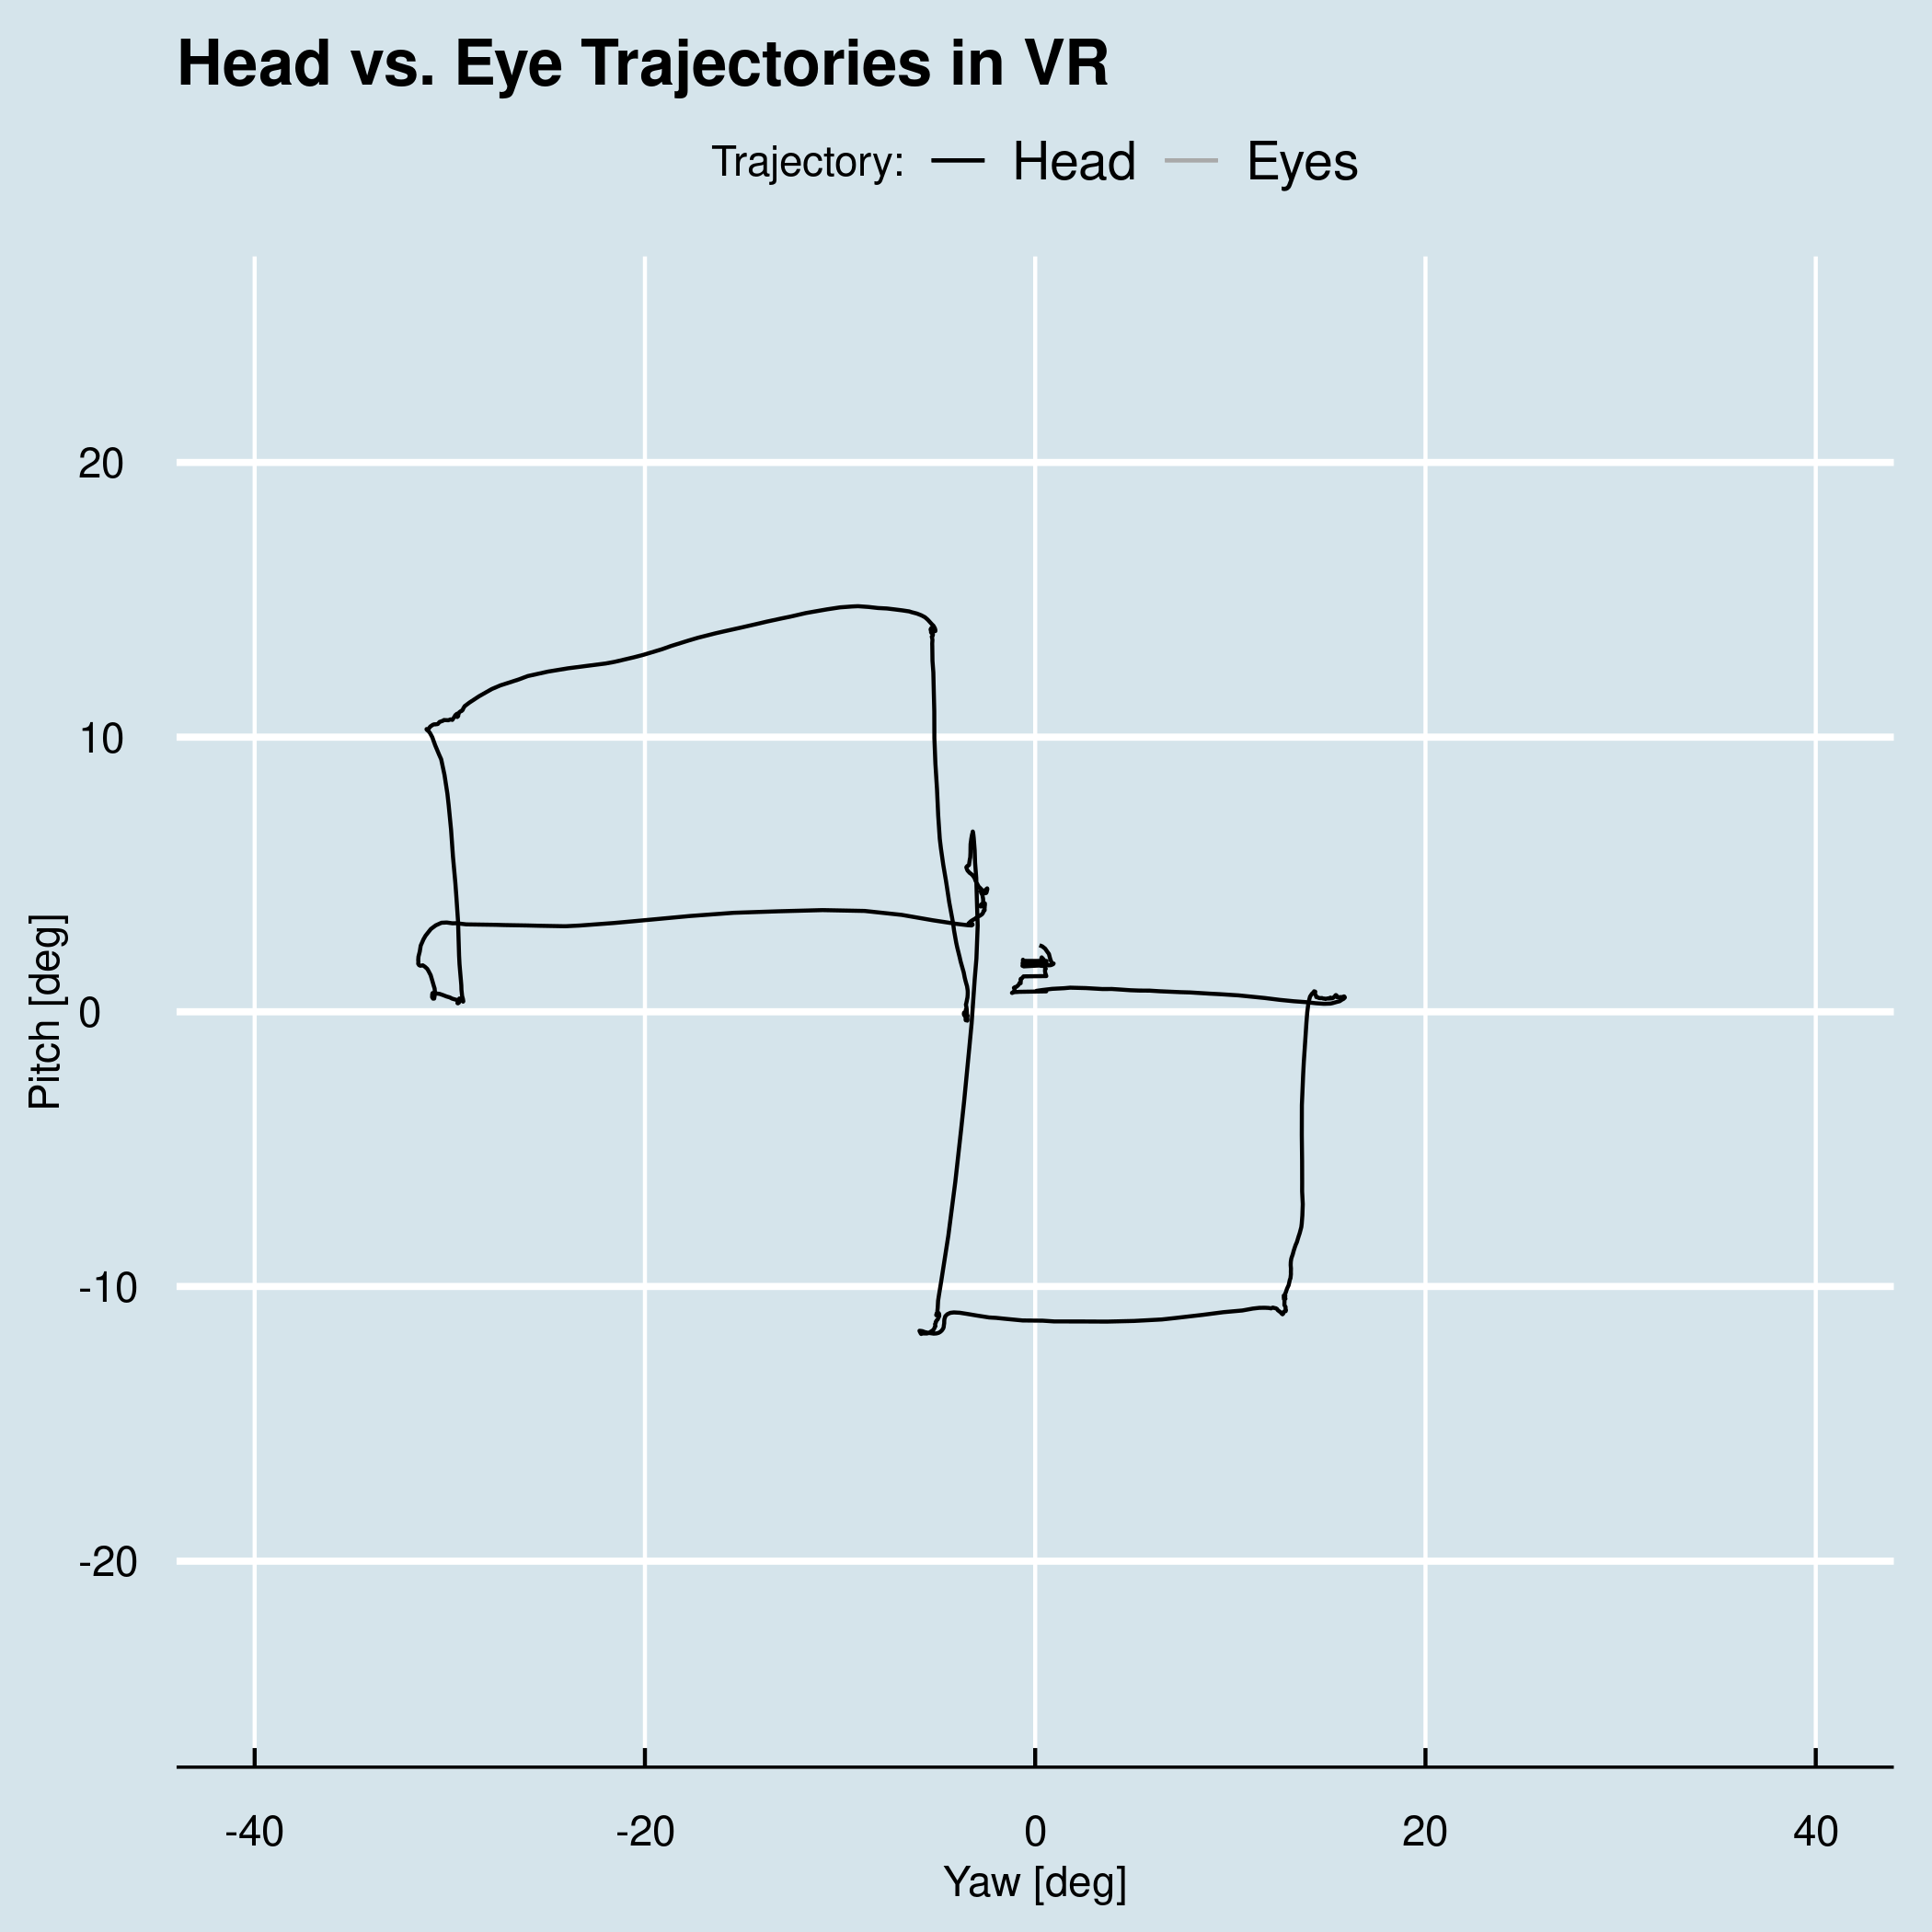 Head vs. Eye Trajectories in VR
Trajectory: Head Eyes
20
10
0
-10
-20
Pitch [deg]
-40 -20 0 20 40
Yaw [deg]